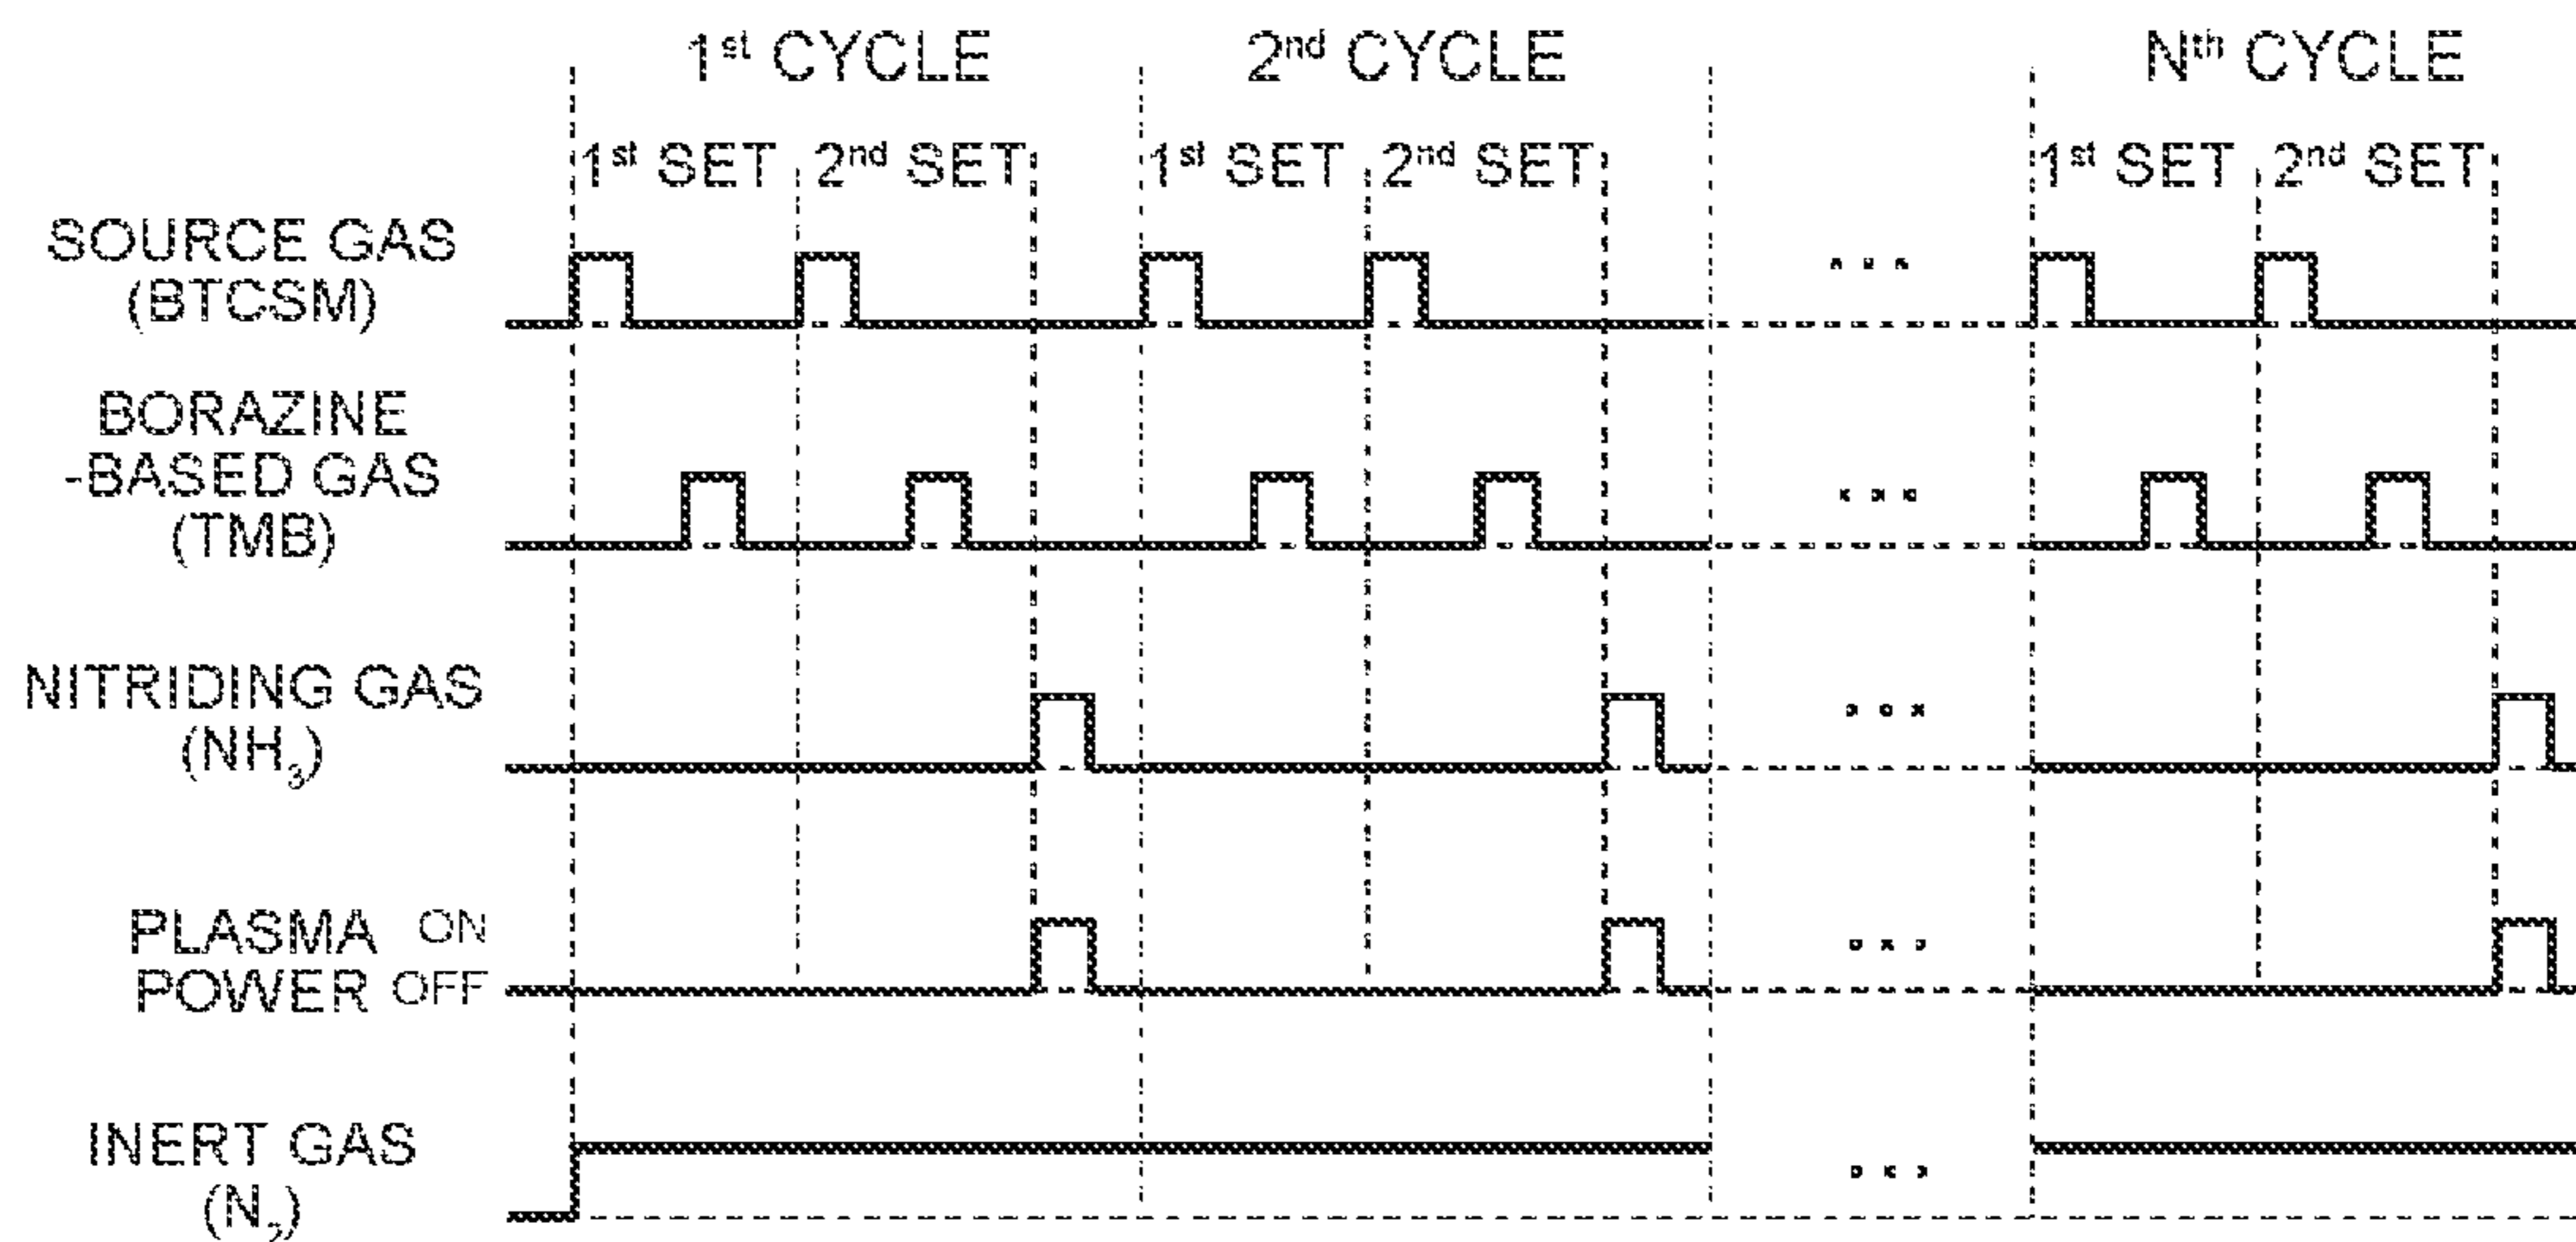 1st CYCLE 2nd CYCLE Nth CYCLE
1st SET 2nd SET 1st SET 2nd SET 1st SET 2nd SET
SOURCE GAS
(BTCSM)
BORAZINE
-BASED GAS
(TMB)
NITRIDING GAS
(NH3)
PLASMA ON
POWER OFF
INERT GAS
(N2)